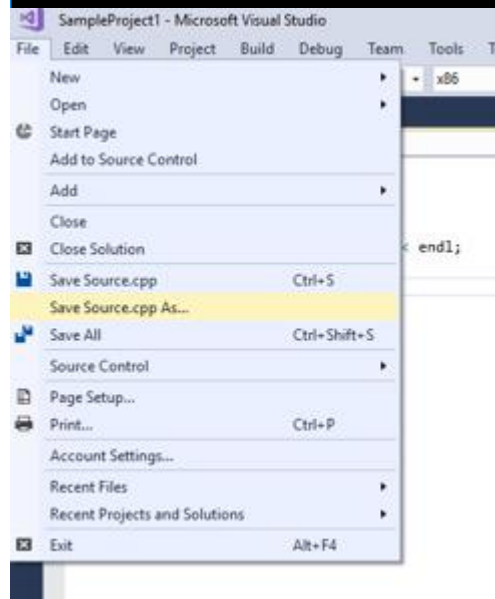 SampleProject1 - Microsoft Visual Studio
File Edit View Project Build Debug Team Tools T
New
x86
Open
Start Page
Add to Source Control
Add
Close
Close Solution
< endl;
Save Source.cpp Ctrl+S
Save Source.cpp As...
Save All Ctrl+Shift+S
Source Control
Page Setup...
Print... Ctrl+P
Account Settings...
Recent Files
Recent Projects and Solutions
Exit Alt+F4